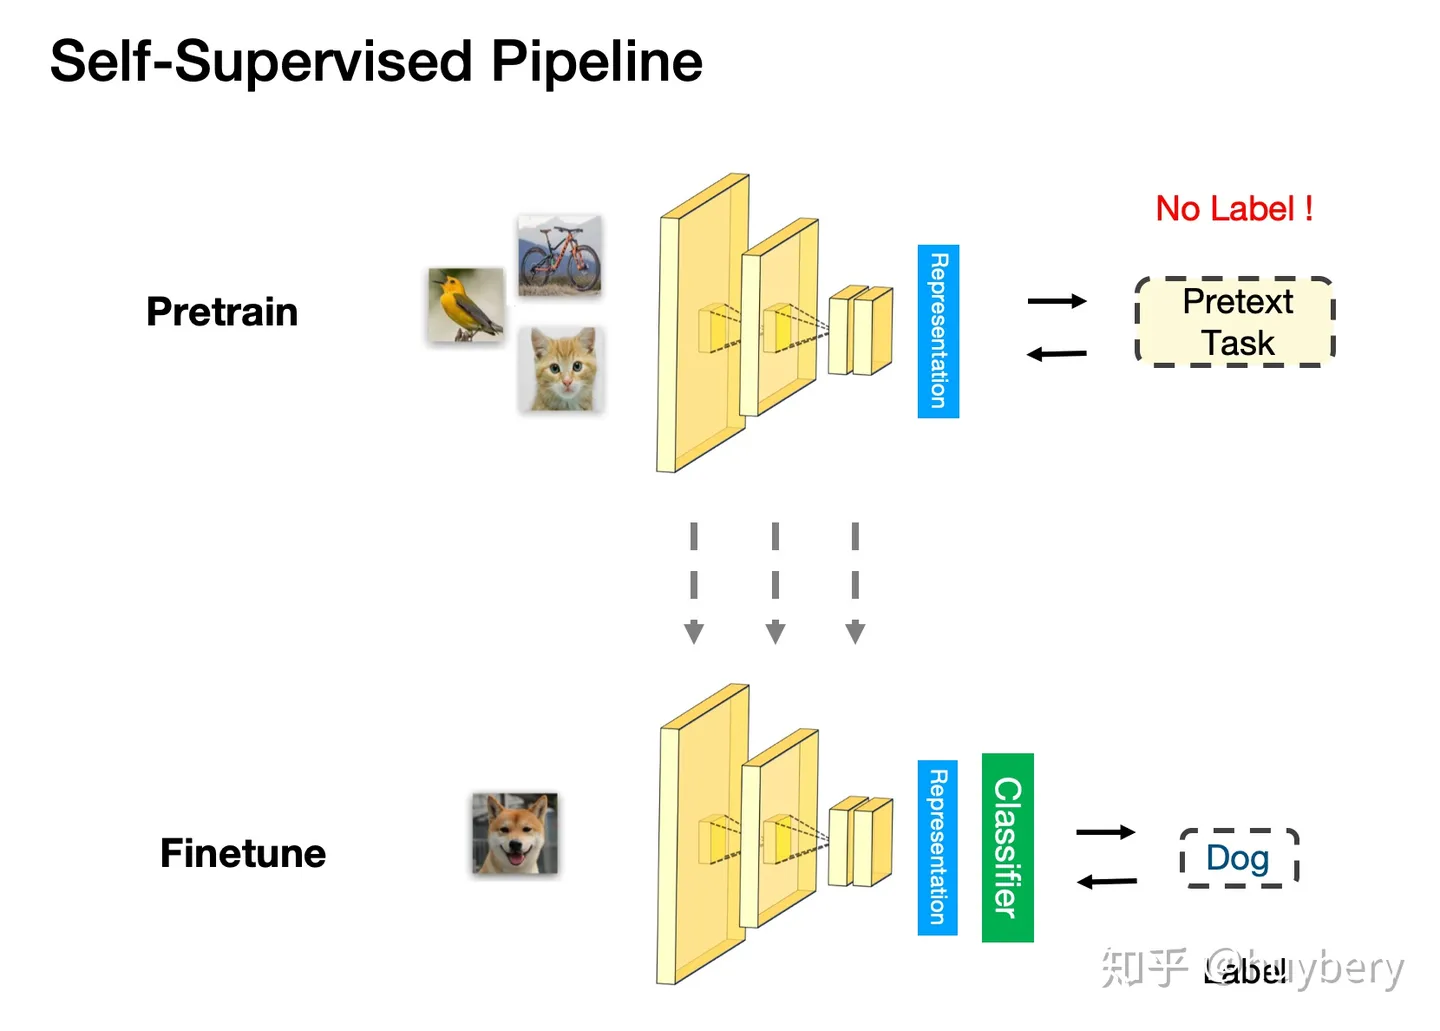 Self-Supervised Pipeline
No Label !
Pretrain
Representation
Pretext
Task
Finetune
Representation
Classifier
Dog
Label
知乎 @huybery